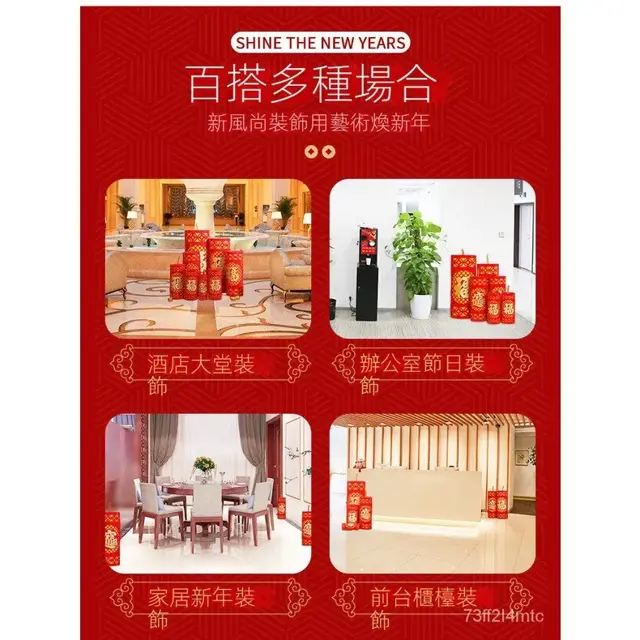 SHINE THE NEW YEARS
百搭多種場合
新風尚裝飾用藝術煥新年
酒店大堂裝
飾
辦公室節日裝
飾
家居新年裝
飾
前台櫃檯裝
飾
73ff2l4mtc